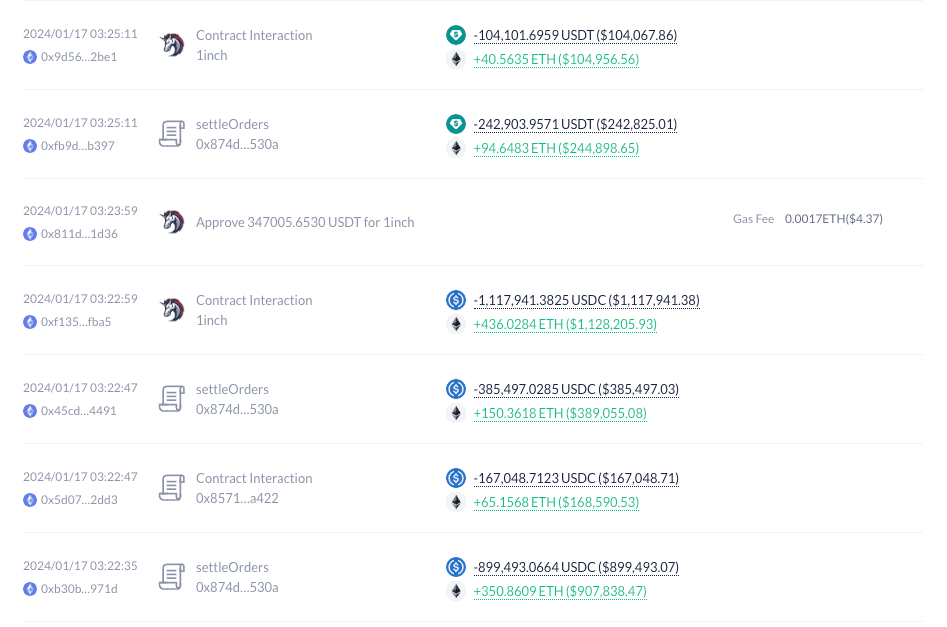 2024/01/17 03:25:11
0x9d56...2be1
Contract Interaction
1inch
-104,101.6959 USDT ($104,067.86)
+40.5635 ETH ($104,956.56)
2024/01/17 03:25:11
0xfb9d...b397
settleOrders
0x874d...530a
-242,903.9571 USDT ($242,825.01)
+94.6483 ETH ($244,898.65)
2024/01/17 03:23:59
0x811d...1d36
Approve 347005.6530 USDT for 1inch
Gas Fee 0.0017ETH($4.37)
2024/01/17 03:22:59
0xf135...fba5
Contract Interaction
1inch
-1,117,941.3825 USDC ($1,117,941.38)
+436.0284 ETH ($1,128,205.93)
2024/01/17 03:22:47
0x45cd...4491
settleOrders
0x874d...530a
-385,497.0285 USDC ($385,497.03)
+150.3618 ETH ($389,055.08)
2024/01/17 03:22:47
0x5d07...2dd3
Contract Interaction
0x8571...a422
-167,048.7123 USDC ($167,048.71)
+65.1568 ETH ($168,590.53)
2024/01/17 03:22:35
0xb30b...971d
settleOrders
0x874d...530a
-899,493.0664 USDC ($899,493.07)
+350.8609 ETH ($907,838.47)